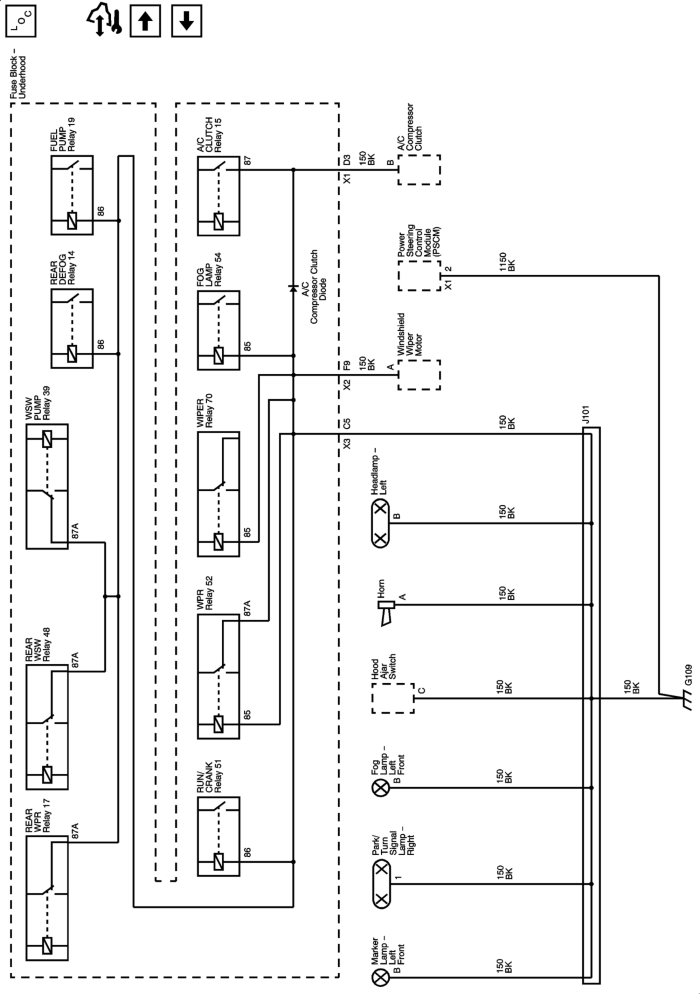 LOC
Fuse Block –
Underhood
FUEL
PUMP
Relay 19
86
REAR
DEFOG
Relay 14
86
WSW
PUMP
Relay 39
87A
REAR
WSW
Relay 48
87A
REAR
WPR
Relay 17
87A
A/C
CLUTCH
Relay 15
87
FOG
LAMP
Relay 54
85
WIPER
Relay 70
85
WPR
Relay 52
87A
85
RUN/
CRANK
Relay 51
86
A/C
Compressor Clutch
Diode
D3
X1
150
BK
B
A/C
Compressor
Clutch
Power
Steering
Control
Module
(PSCM)
2
X1
1150
BK
F9
X2
150
BK
A
Windshield
Wiper
Motor
C5
X3
150
BK
J101
Headlamp –
Left
B
150
BK
Horn
A
150
BK
Hood
Ajar
Switch
C
150
BK
150
BK
G109
Fog
Lamp –
Left
Front
B
150
BK
Park/
Turn
Signal
Lamp –
Right
1
150
BK
Marker
Lamp –
Left
Front
B
150
BK